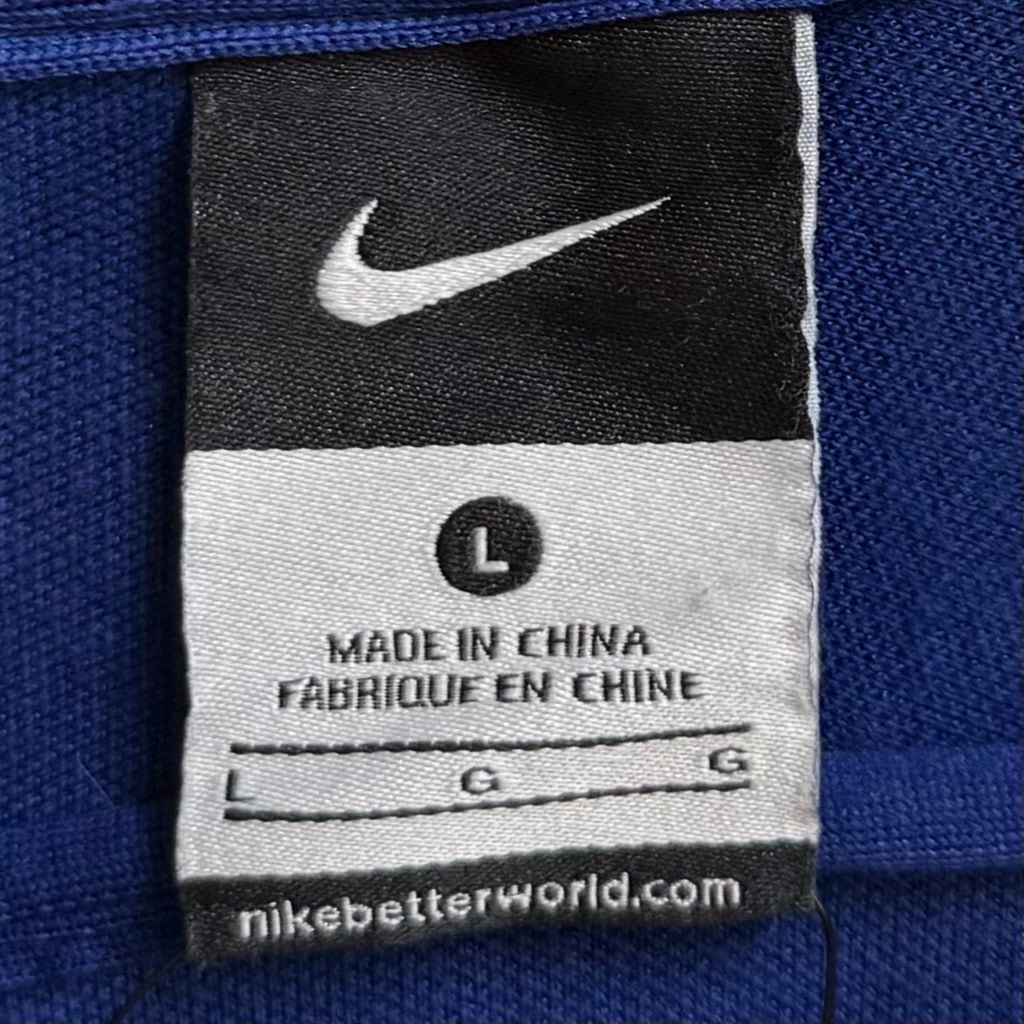 L
MADE IN CHINA
FABRIQUE EN CHINE
L G G
nikebetterworld.com